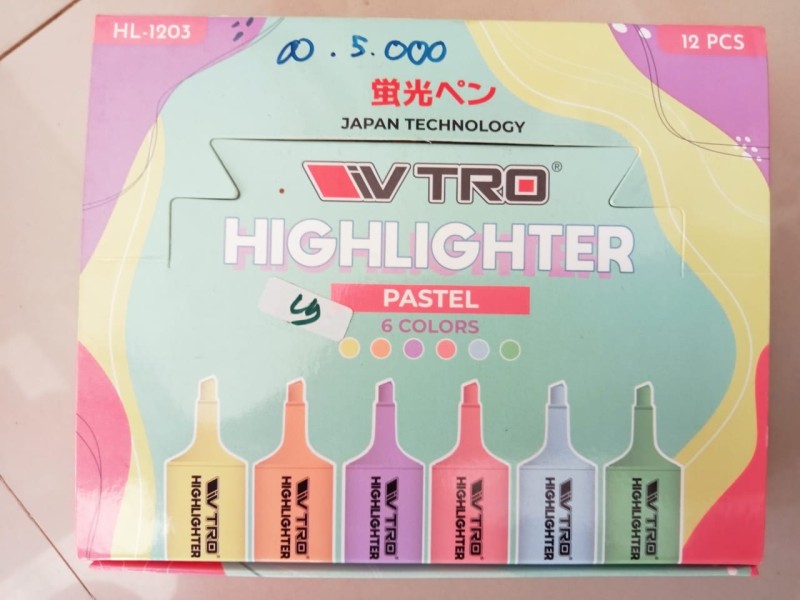 HL-1203
12 PCS
5.000
蛍光ペン
JAPAN TECHNOLOGY
VTRO®
HIGHLIGHTER
PASTEL
6 COLORS
VTRO HIGHLIGHTER
VTRO HIGHLIGHTER
VTRO HIGHLIGHTER
VTRO HIGHLIGHTER
VTRO HIGHLIGHTER
VTRO HIGHLIGHTER